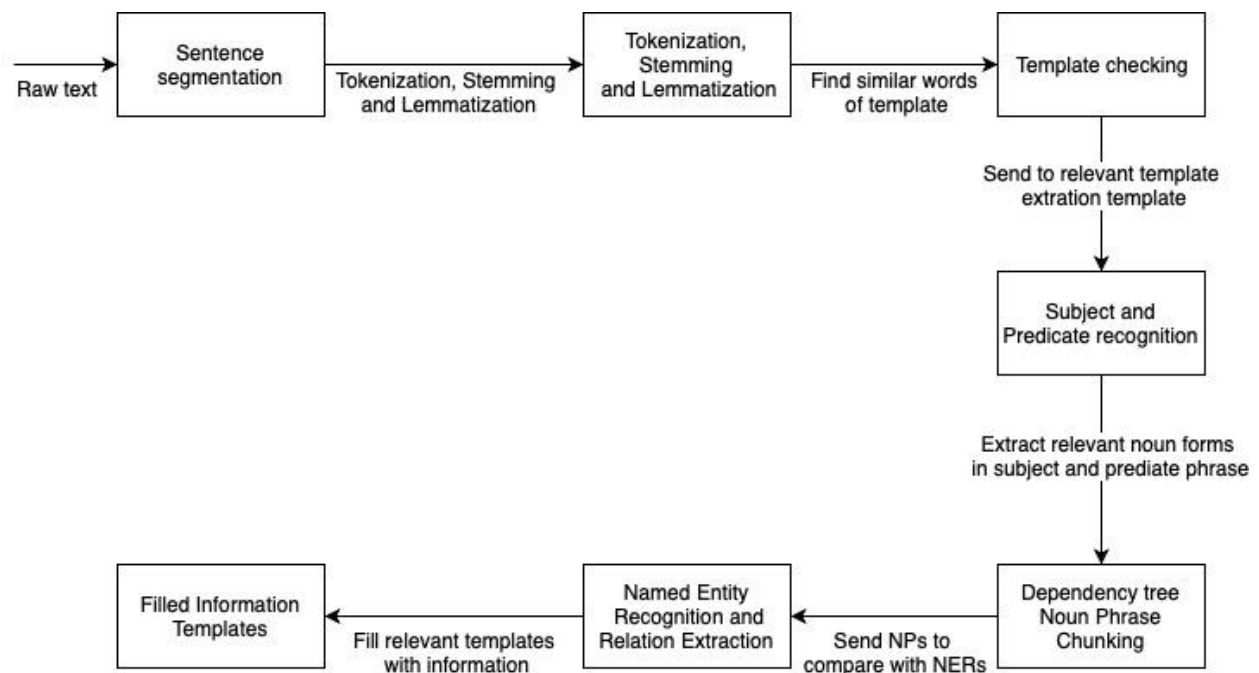 Raw text
Sentence
segmentation
Tokenization, Stemming
and Lemmatization
Tokenization,
Stemming
and Lemmatization
Find similar words
of template
Template checking
Send to relevant template
extration template
Subject and
Predicate recognition
Extract relevant noun forms
in subject and prediate phrase
Dependency tree
Noun Phrase
Chunking
Send NPs to
compare with NERs
Named Entity
Recognition and
Relation Extraction
Fill relevant templates
with information
Filled Information
Templates